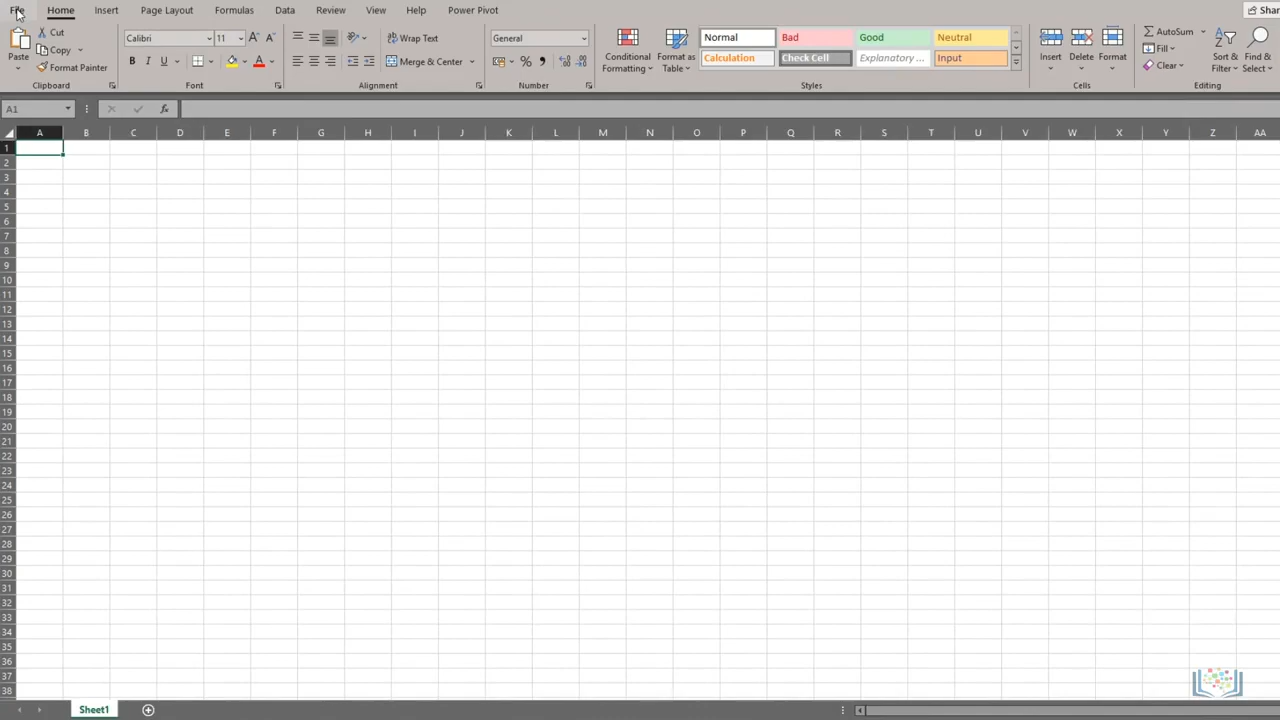 File Home Insert Page Layout Formulas Data Review View Help Power Pivot Shar
Cut
Copy
Format Painter
Paste
Clipboard
Calibri 11
B I U
Font
Wrap Text
Merge & Center
Alignment
General
%
Number
Conditional Formatting
Format as Table
Normal Bad Good Neutral
Calculation Check Cell Explanatory ... Input
Styles
Insert Delete Format
Cells
AutoSum
Fill
Clear
Sort & Filter
Find & Select
Editing
A1 fx
A B C D E F G H I J K L M N O P Q R S T U V W X Y Z AA
1
2
3
4
5
6
7
8
9
10
11
12
13
14
15
16
17
18
19
20
21
22
23
24
25
26
27
28
29
30
31
32
33
34
35
36
37
38
Sheet1